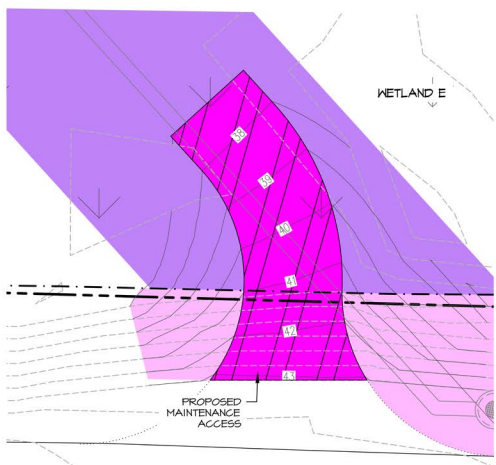 WETLAND E
38
39
40
41
42
43
PROPOSED
MAINTENANCE
ACCESS